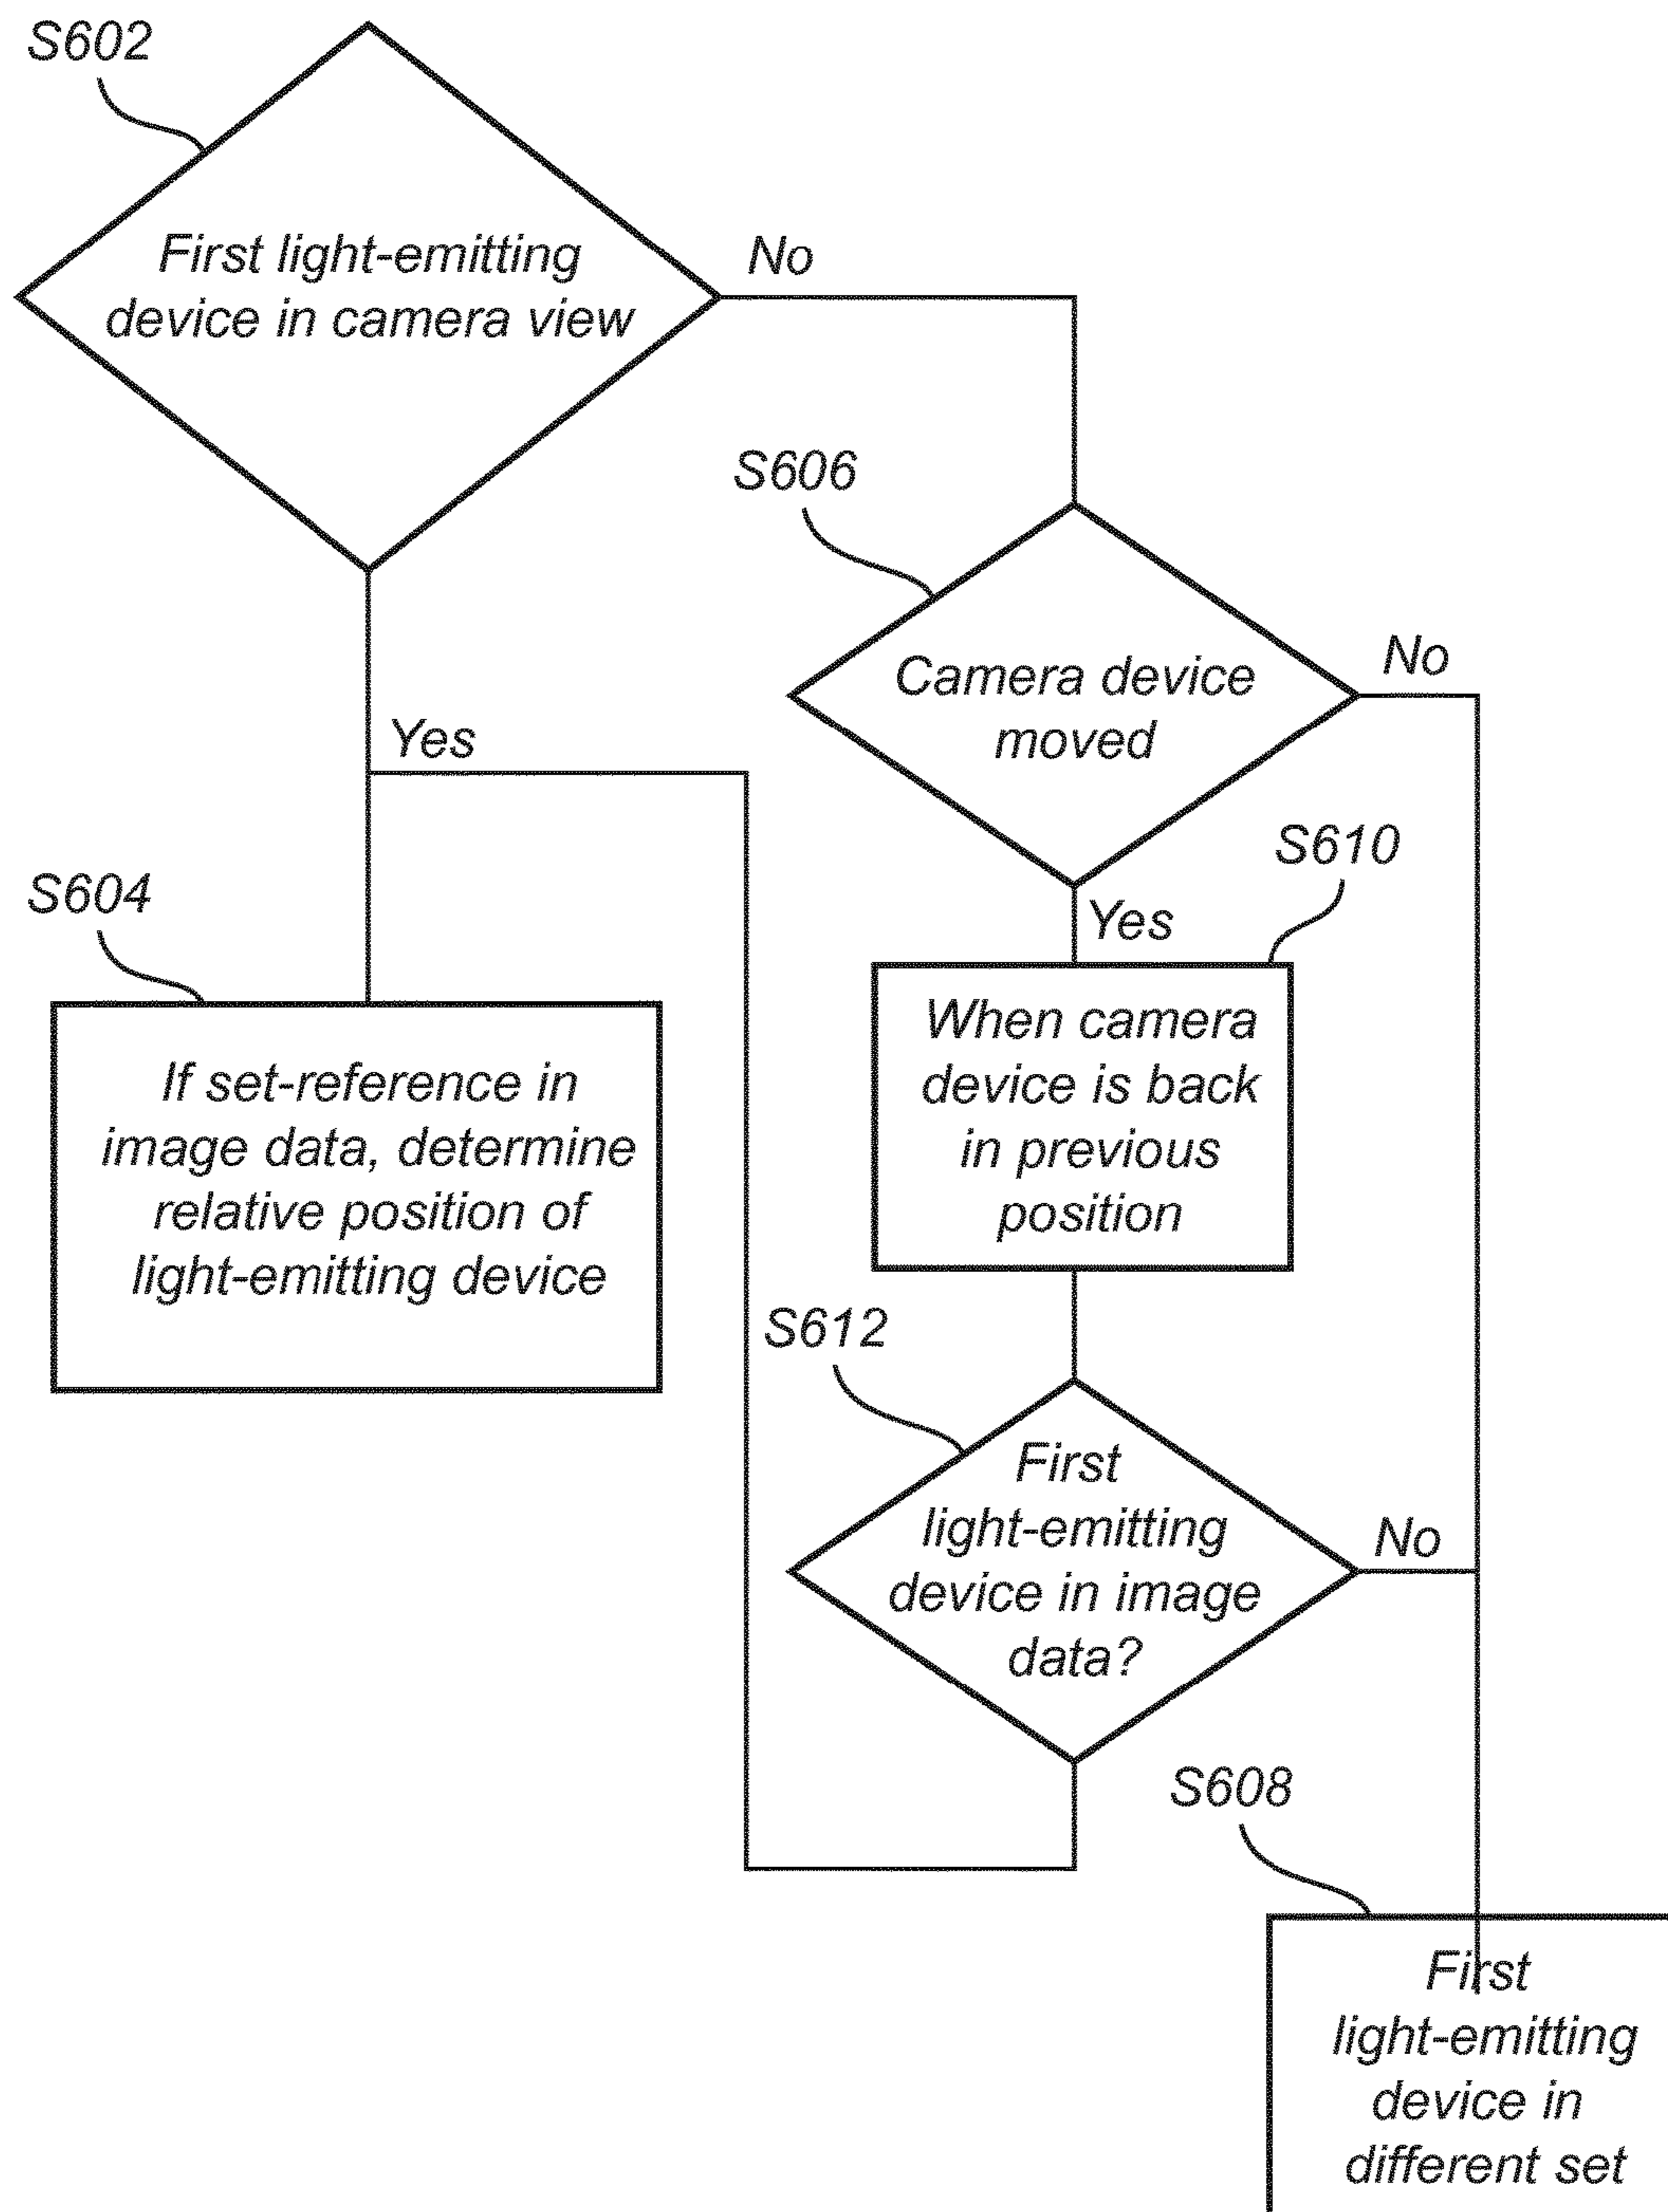 S602
First light-emitting
device in camera view
No
S606
Camera device
moved
No
Yes
S604
If set-reference in
image data, determine
relative position of
light-emitting device
Yes
S610
When camera
device is back
in previous
position
S612
First
light-emitting
device in image
data?
No
S608
First
light-emitting
device in
different set